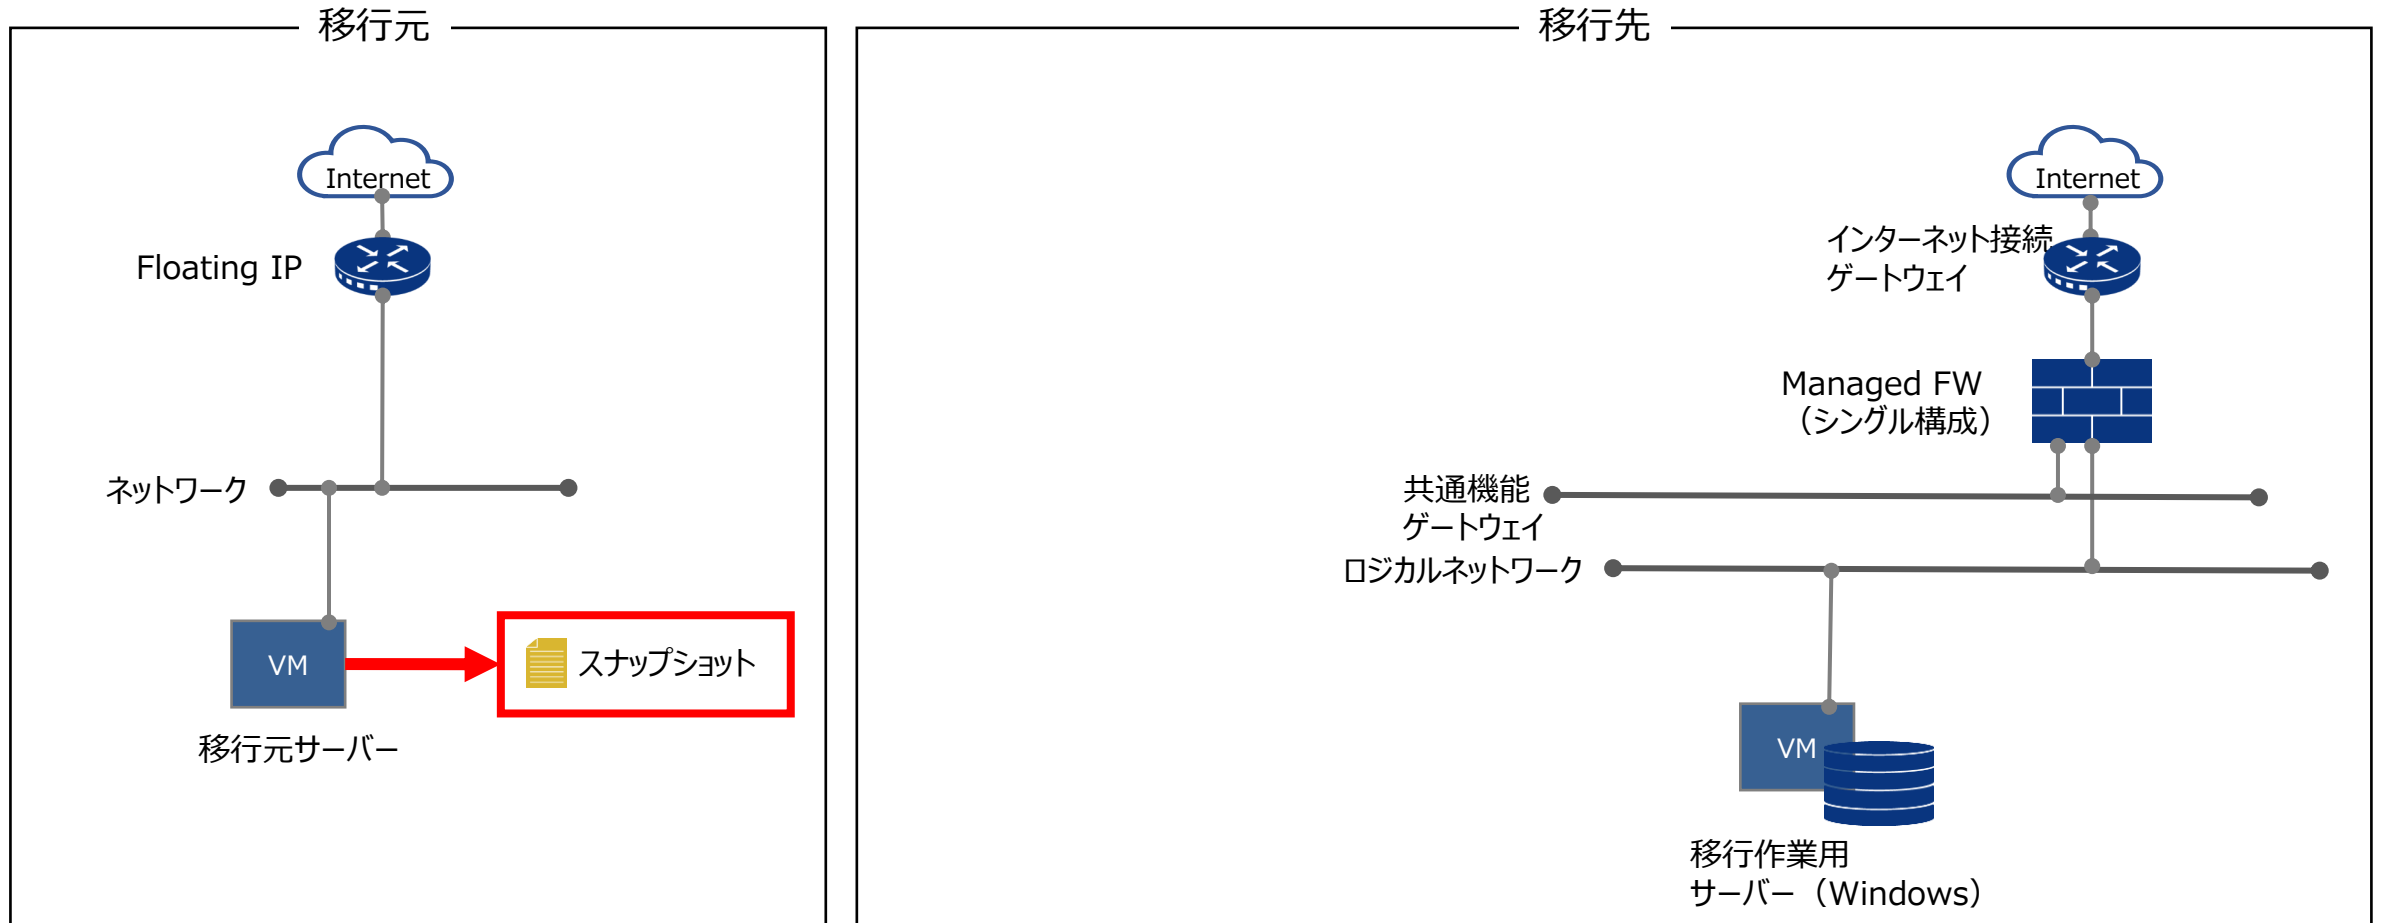 移行元
Internet
Floating IP
ネットワーク
VM
スナップショット
移行元サーバー
移行先
Internet
インターネット接続
ゲートウェイ
Managed FW
（シングル構成）
共通機能
ゲートウェイ
ロジカルネットワーク
VM
移行作業用
サーバー（Windows）